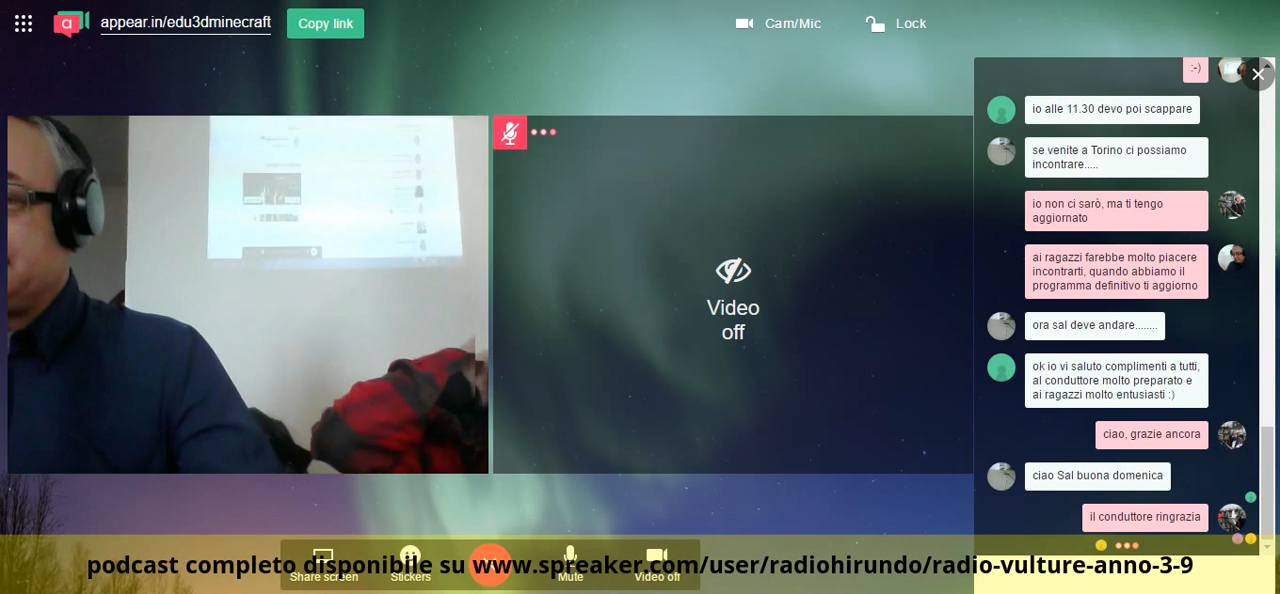 appear.in/edu3dminecraft
Copy link
Cam/Mic
Lock
:-)
io alle 11.30 devo poi scappare
se venite a Torino ci possiamo
incontrare.....
io non ci sarò, ma ti tengo
aggiornato
ai ragazzi farebbe molto piacere
incontrarti, quando abbiamo il
programma definitivo ti aggiorno
ora sal deve andare........
ok io vi saluto complimenti a tutti,
al conduttore molto preparato e
ai ragazzi molto entusiasti :)
ciao, grazie ancora
ciao Sal buona domenica
il conduttore ringrazia
Video
off
Share screen
Stickers
Mute
Video off
podcast completo disponibile su www.spreaker.com/user/radiohirundo/radio-vulture-anno-3-9